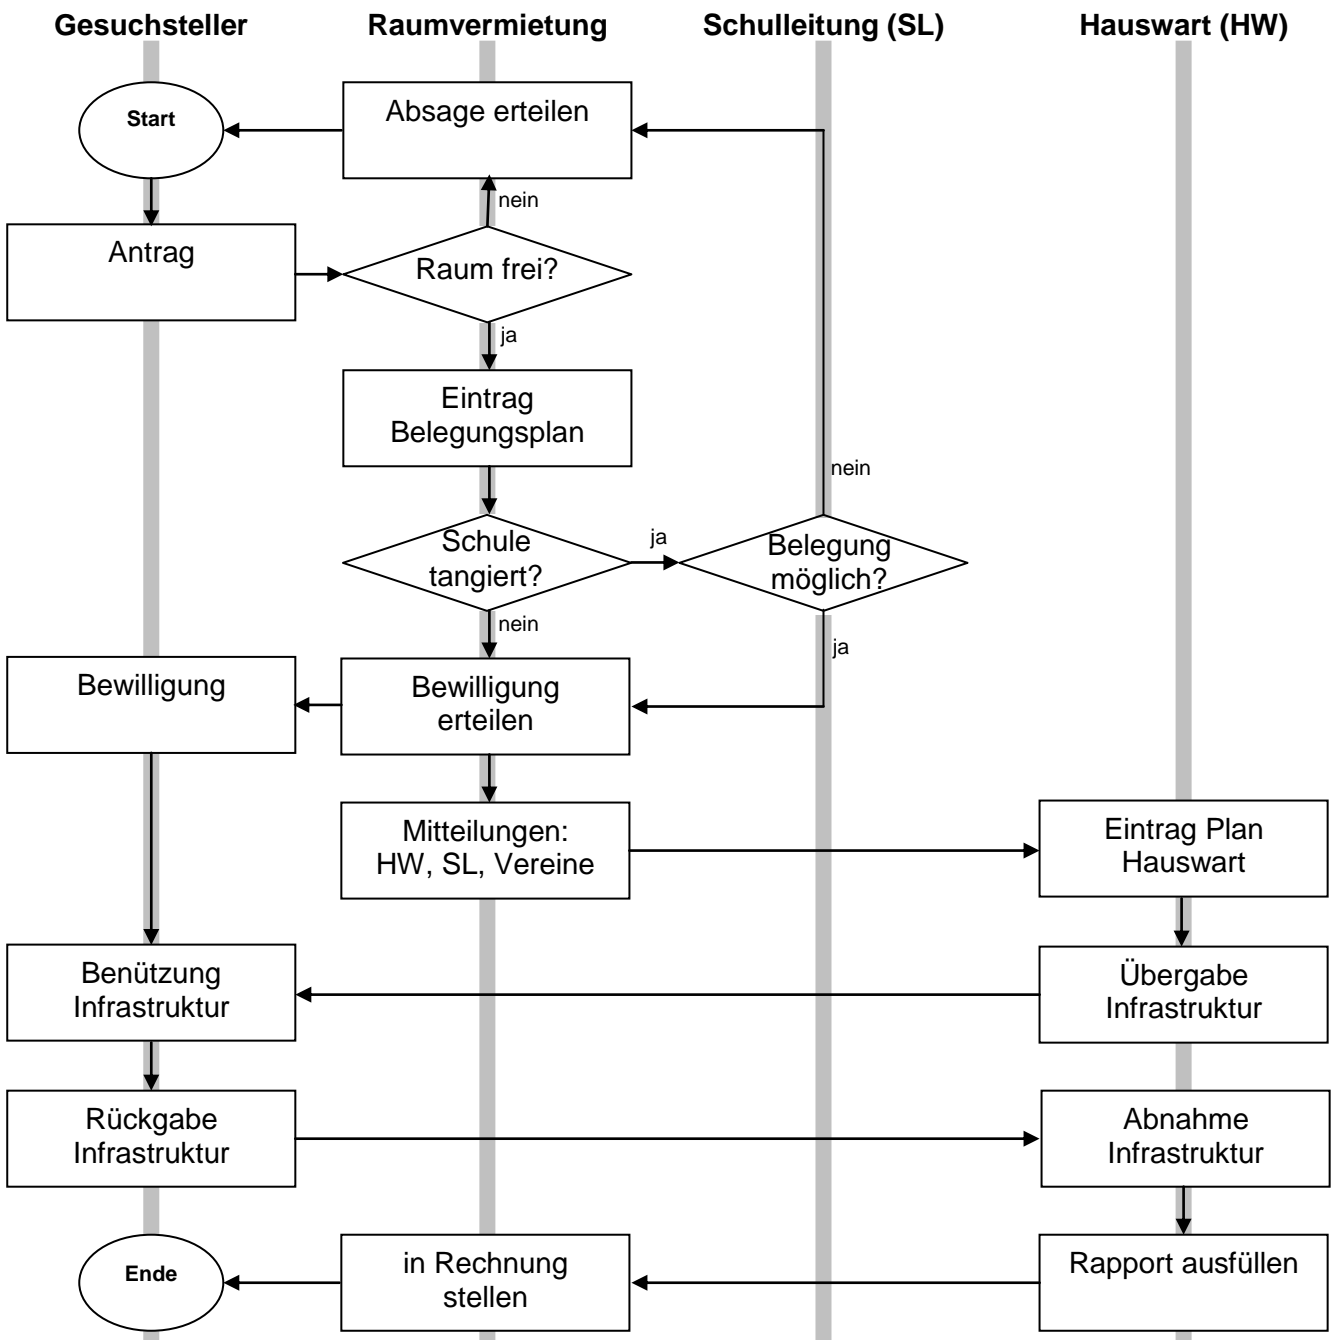 Gesuchsteller Raumvermietung Schulleitung (SL) Hauswart (HW)
Start
Absage erteilen
nein
Antrag
Raum frei?
ja
Eintrag
Belegungsplan
nein
Schule
tangiert?
ja
Belegung
möglich?
nein
ja
Bewilligung
Bewilligung
erteilen
Mitteilungen:
HW, SL, Vereine
Eintrag Plan
Hauswart
Benützung
Infrastruktur
Übergabe
Infrastruktur
Rückgabe
Infrastruktur
Abnahme
Infrastruktur
Ende
in Rechnung
stellen
Rapport ausfüllen